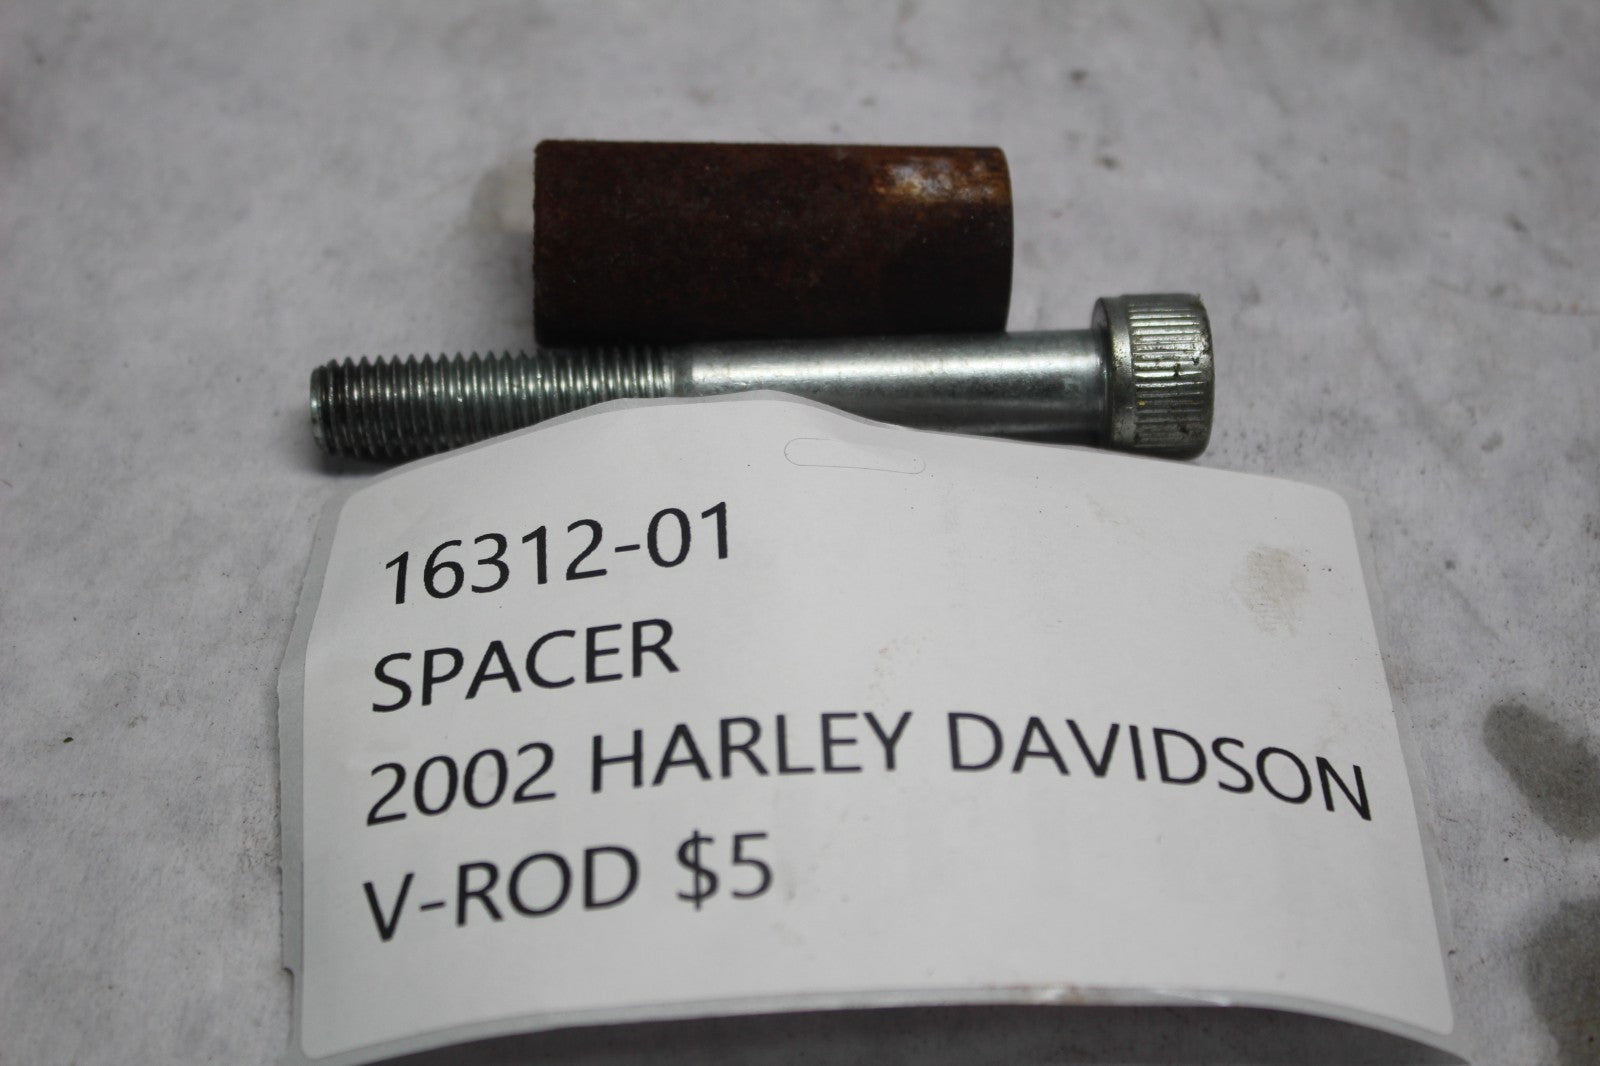 16312-01
SPACER
2002 HARLEY DAVIDSON
V-ROD $5